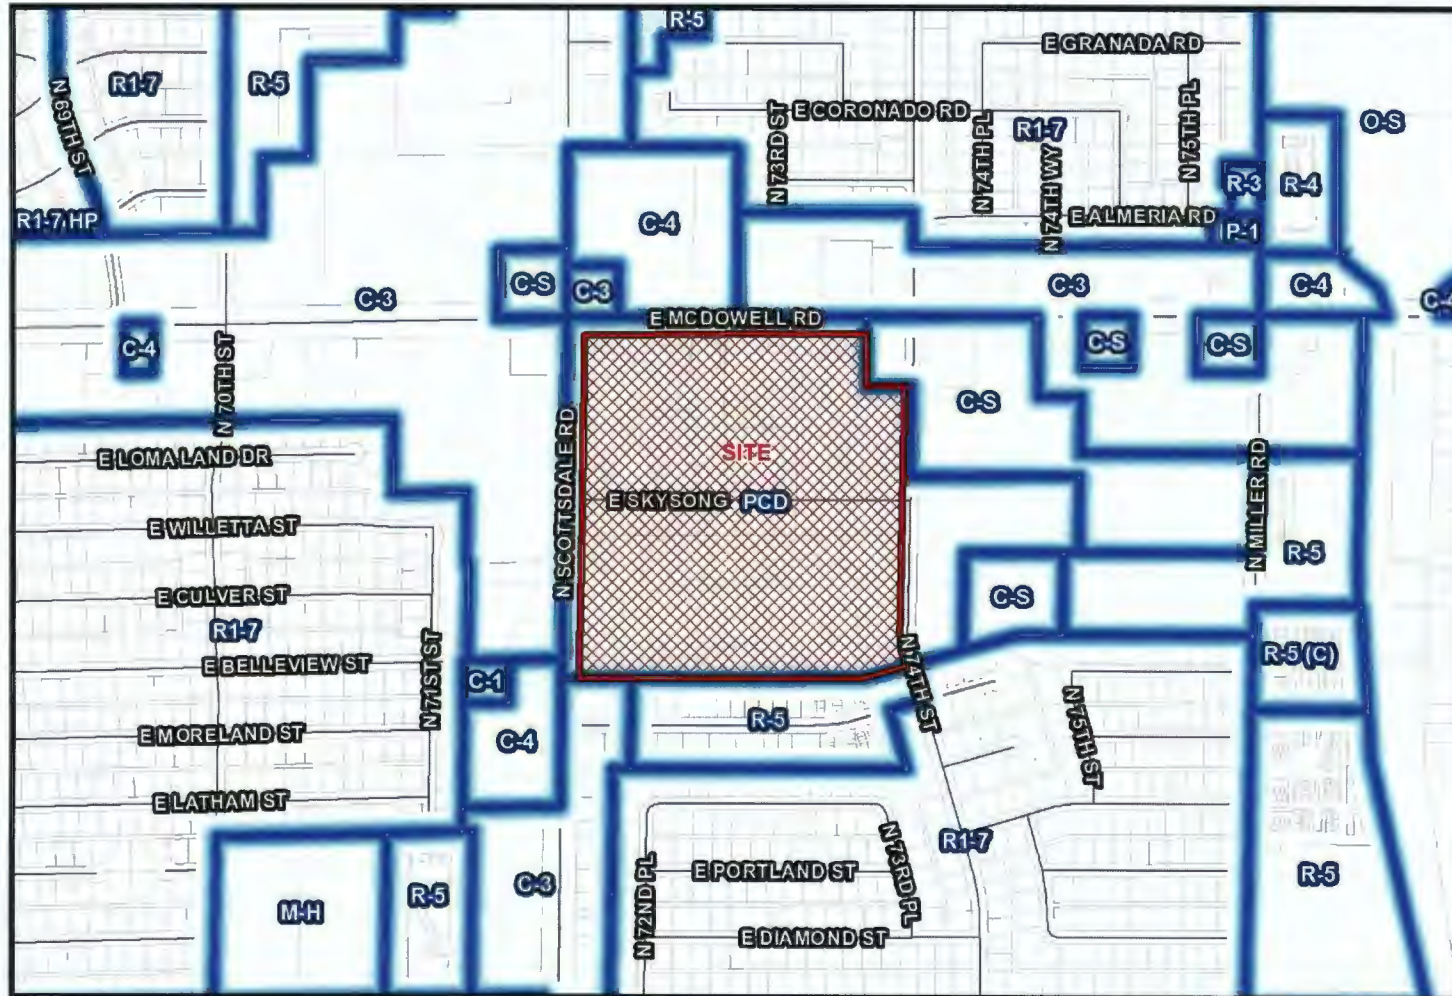 R-5
E GRANADA RD
R1-7
R-5
N 69TH ST
E CORONADO RD
N 73RD ST
N 74TH PL
R1-7
N 74TH WY
N 75TH PL
O-S
R-3
R-4
R1-7 HP
C-4
E ALMERIA RD
P-1
C-S
C-3
C-3
C-3
C-4
E MCDOWELL RD
C-4
N 70TH ST
C-S
C-S
C-S
N SCOTTSDALE RD
SITE
E LOMA LAND DR
E SKYSONG
PCD
N MILLER RD
E WILLETTA ST
R-5
E CULVER ST
C-S
R1-7
N 71ST ST
E BELLEVIEW ST
N 74TH ST
R-5 (C)
C-1
N 75TH ST
R-5
E MORELAND ST
C-4
E LATHAM ST
R1-7
N 72ND PL
E PORTLAND ST
N 73RD PL
R-5
C-3
R-5
M-H
E DIAMOND ST